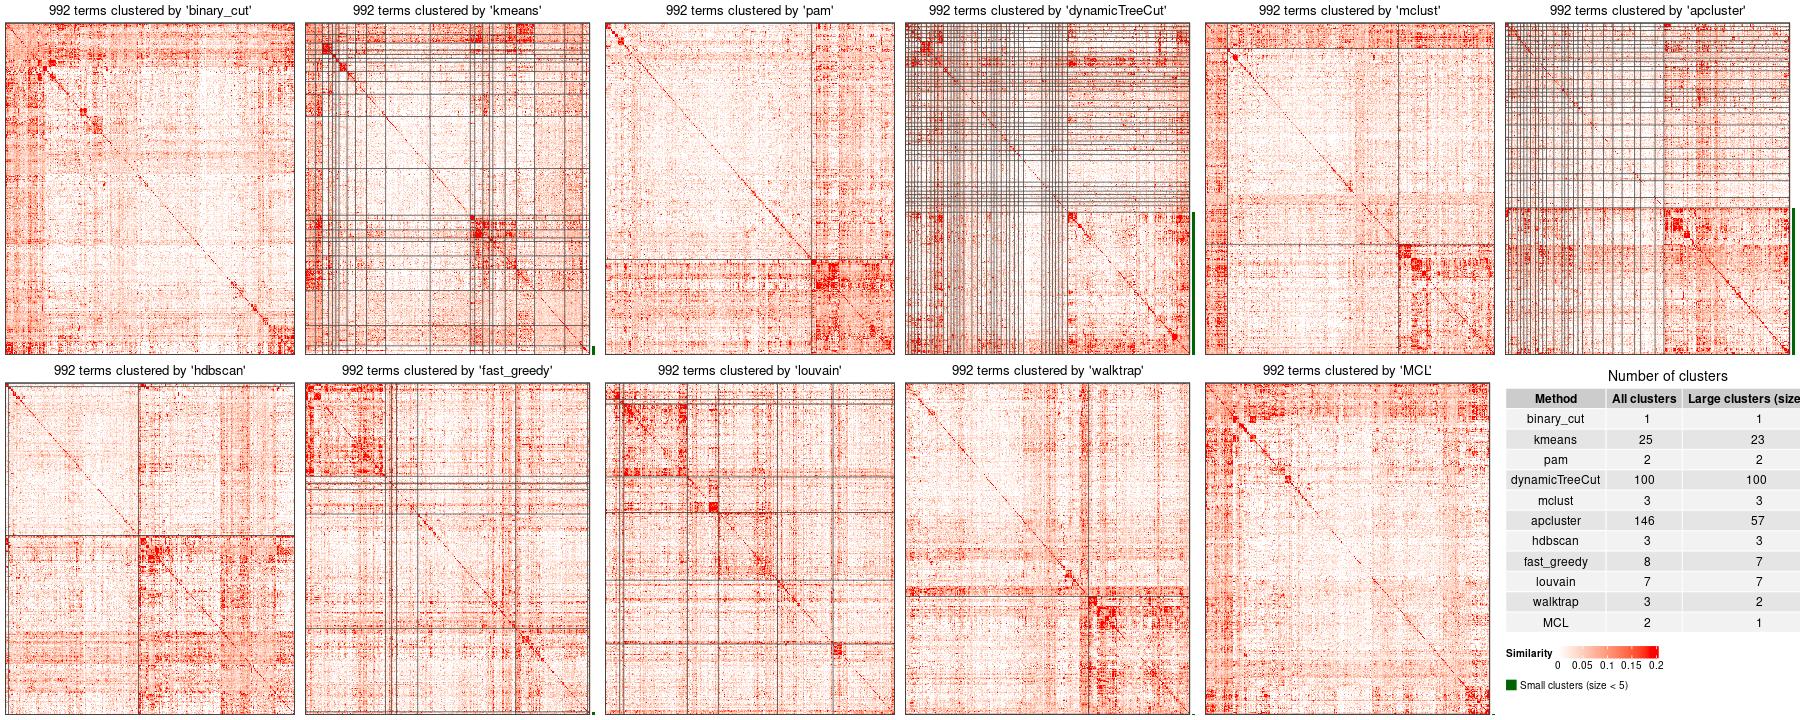 992 terms clustered by 'binary_cut'
992 terms clustered by 'kmeans'
992 terms clustered by 'pam'
992 terms clustered by 'dynamicTreeCut'
992 terms clustered by 'mclust'
992 terms clustered by 'apcluster'
992 terms clustered by 'hdbscan'
992 terms clustered by 'fast_greedy'
992 terms clustered by 'louvain'
992 terms clustered by 'walktrap'
992 terms clustered by 'MCL'
Number of clusters
Method All clusters Large clusters (size
binary_cut 1 1
kmeans 25 23
pam 2 2
dynamicTreeCut 100 100
mclust 3 3
apcluster 146 57
hdbscan 3 3
fast_greedy 8 7
louvain 7 7
walktrap 3 2
MCL 2 1
Similarity
0 0.05 0.1 0.15 0.2
Small clusters (size < 5)